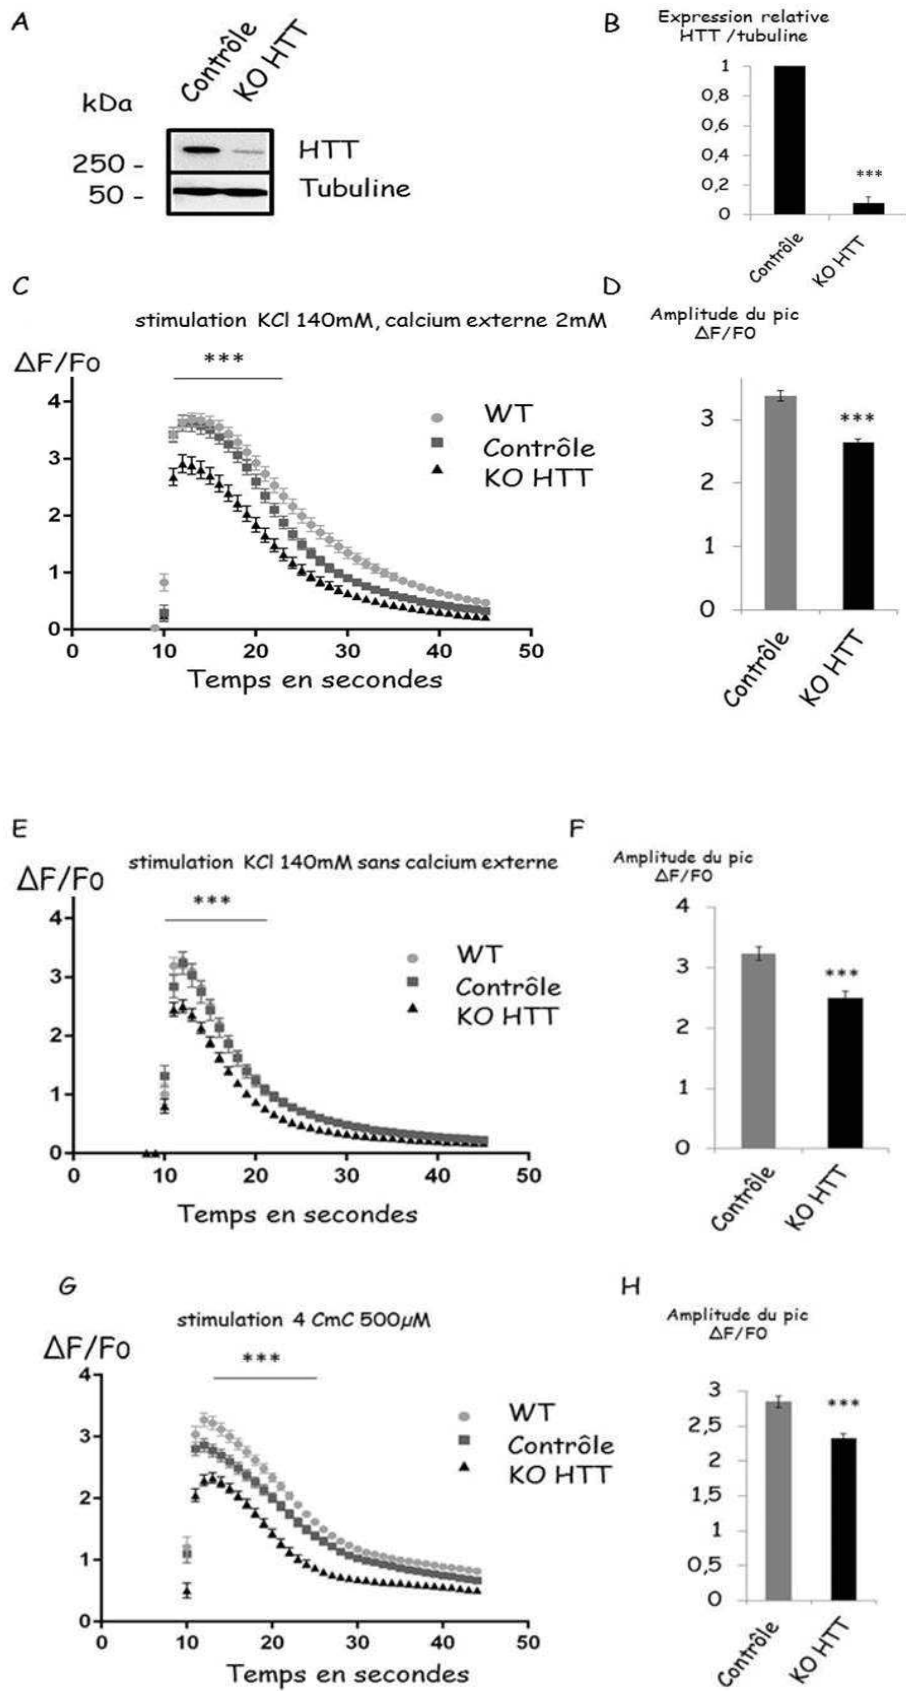 A
Contrôle
KO HTT
kDa
250 -
50 -
HTT
Tubuline
B
Expression relative
HTT /tubuline
1
0,8
0,6
0,4
0,2
0
***
Contrôle
KO HTT
C
stimulation KCl 140mM, calcium externe 2mM
ΔF/F0
***
4
3
2
1
0
WT
Contrôle
KO HTT
0 10 20 30 40 50
Temps en secondes
D
Amplitude du pic
ΔF/F0
3
2
1
0
***
Contrôle
KO HTT
E
stimulation KCl 140mM sans calcium externe
ΔF/F0
***
4
3
2
1
0
WT
Contrôle
KO HTT
0 10 20 30 40 50
Temps en secondes
F
Amplitude du pic
ΔF/F0
4
3
2
1
0
***
Contrôle
KO HTT
G
stimulation 4 CmC 500µM
ΔF/F0
***
4
3
2
1
0
WT
Contrôle
KO HTT
0 10 20 30 40 50
Temps en secondes
H
Amplitude du pic
ΔF/F0
3
2,5
2
1,5
1
0,5
0
***
Contrôle
KO HTT